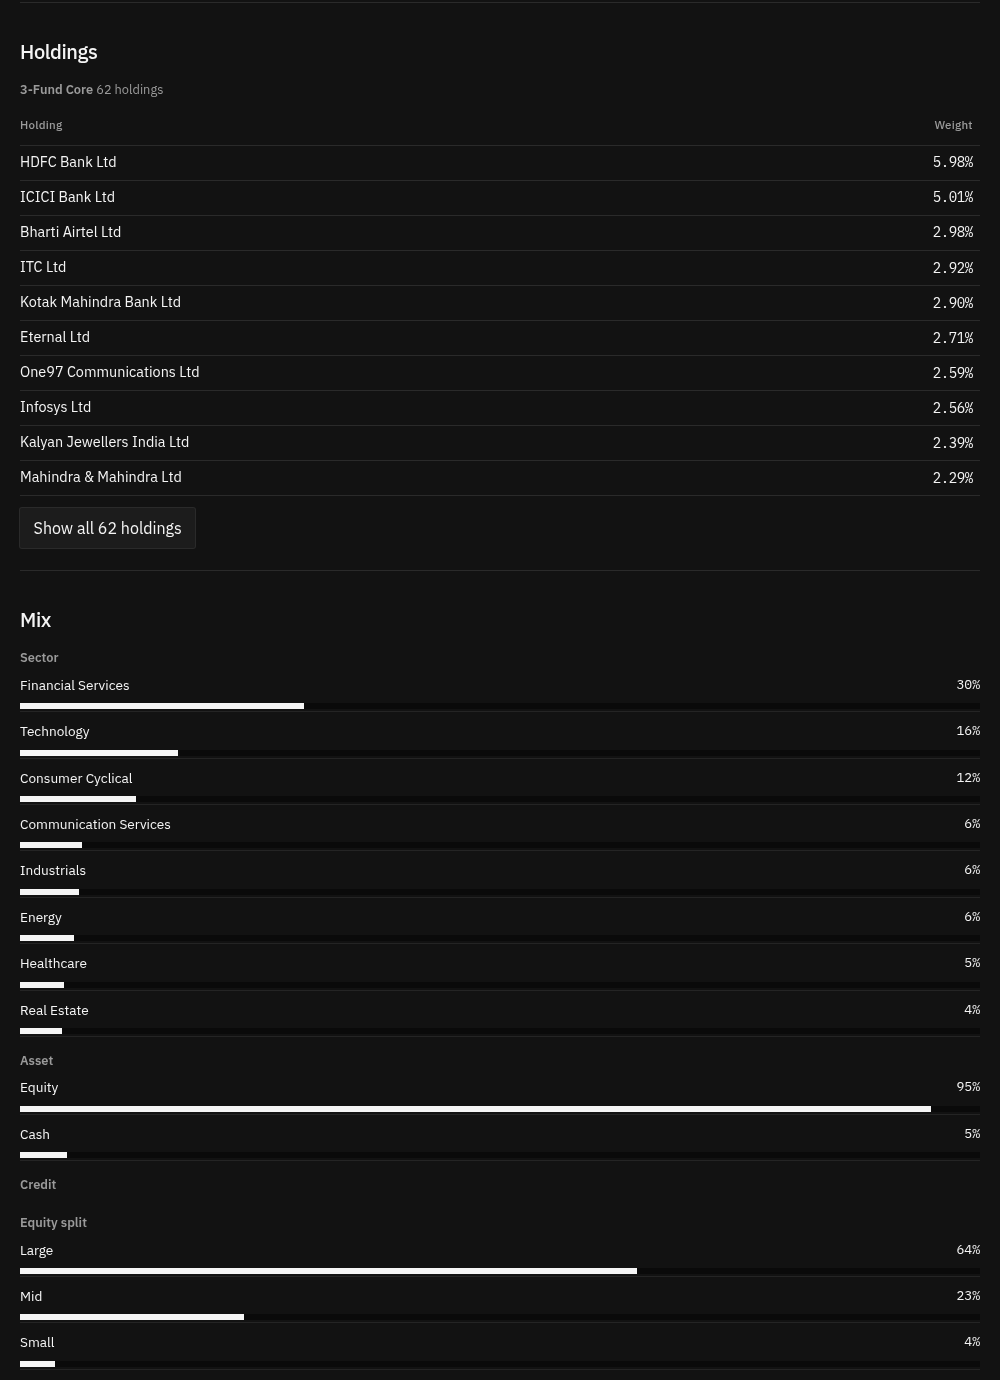 Holdings
3-Fund Core 62 holdings
Holding Weight
HDFC Bank Ltd 5.98%
ICICI Bank Ltd 5.01%
Bharti Airtel Ltd 2.98%
ITC Ltd 2.92%
Kotak Mahindra Bank Ltd 2.90%
Eternal Ltd 2.71%
One97 Communications Ltd 2.59%
Infosys Ltd 2.56%
Kalyan Jewellers India Ltd 2.39%
Mahindra & Mahindra Ltd 2.29%
Show all 62 holdings
Mix
Sector
Financial Services 30%
Technology 16%
Consumer Cyclical 12%
Communication Services 6%
Industrials 6%
Energy 6%
Healthcare 5%
Real Estate 4%
Asset
Equity 95%
Cash 5%
Credit
Equity split
Large 64%
Mid 23%
Small 4%